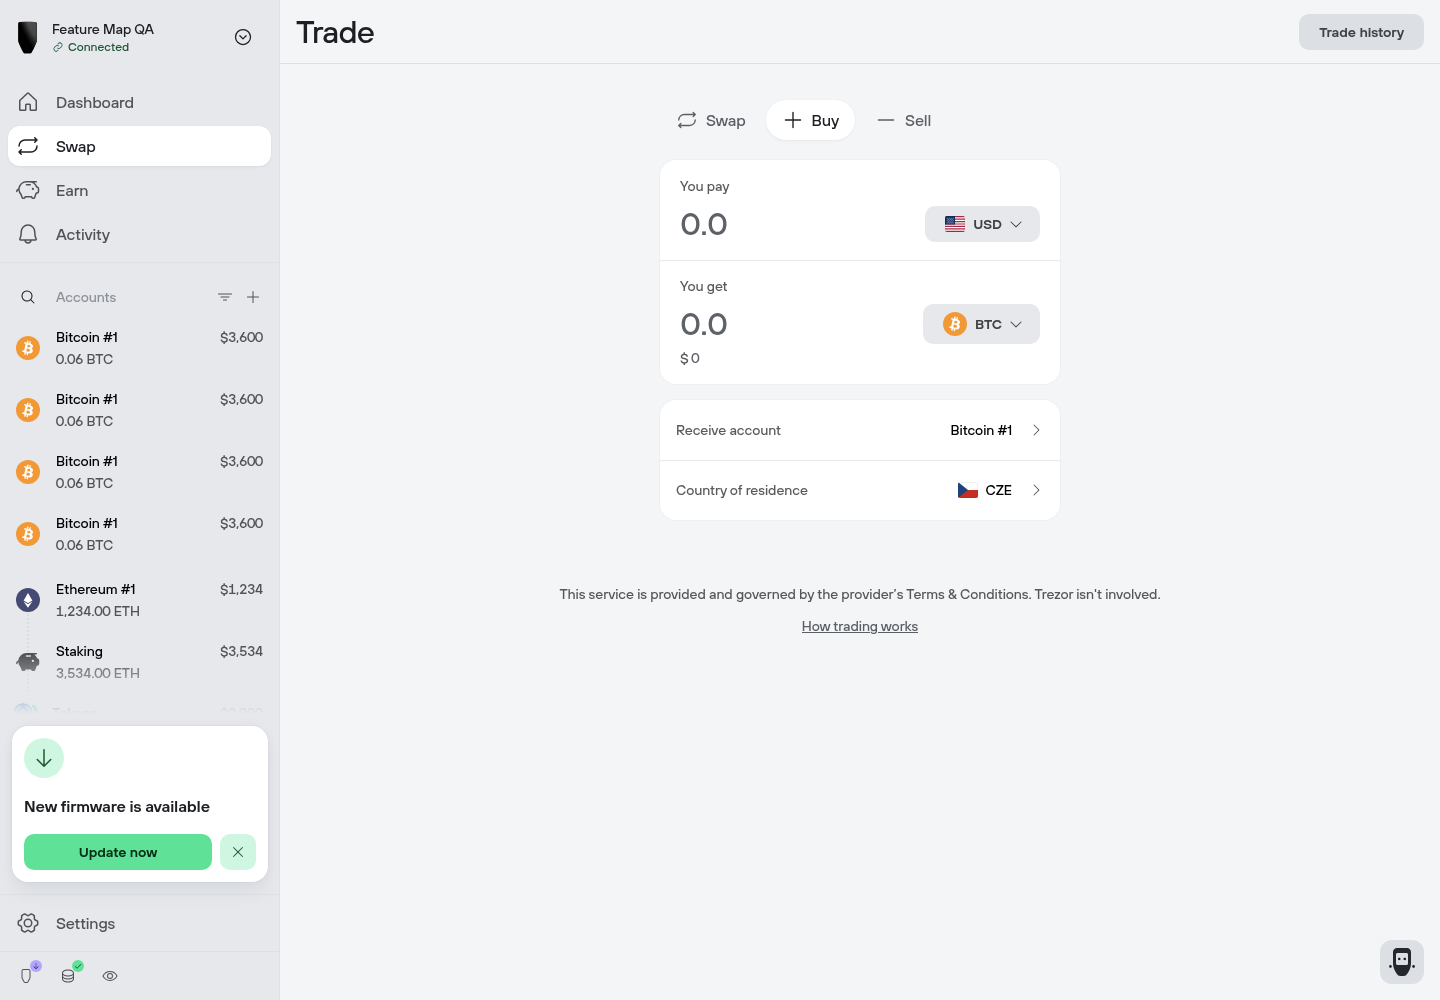 Feature Map QA
Connected
Dashboard
Swap
Earn
Activity
Accounts
Bitcoin #1 $3,600
0.06 BTC
Bitcoin #1 $3,600
0.06 BTC
Bitcoin #1 $3,600
0.06 BTC
Bitcoin #1 $3,600
0.06 BTC
Ethereum #1 $1,234
1,234.00 ETH
Staking $3,534
3,534.00 ETH
New firmware is available
Update now
Settings
Trade
Trade history
Swap Buy Sell
You pay
0.0 USD
You get
0.0 BTC
$ 0
Receive account Bitcoin #1
Country of residence CZE
This service is provided and governed by the provider's Terms & Conditions. Trezor isn't involved.
How trading works